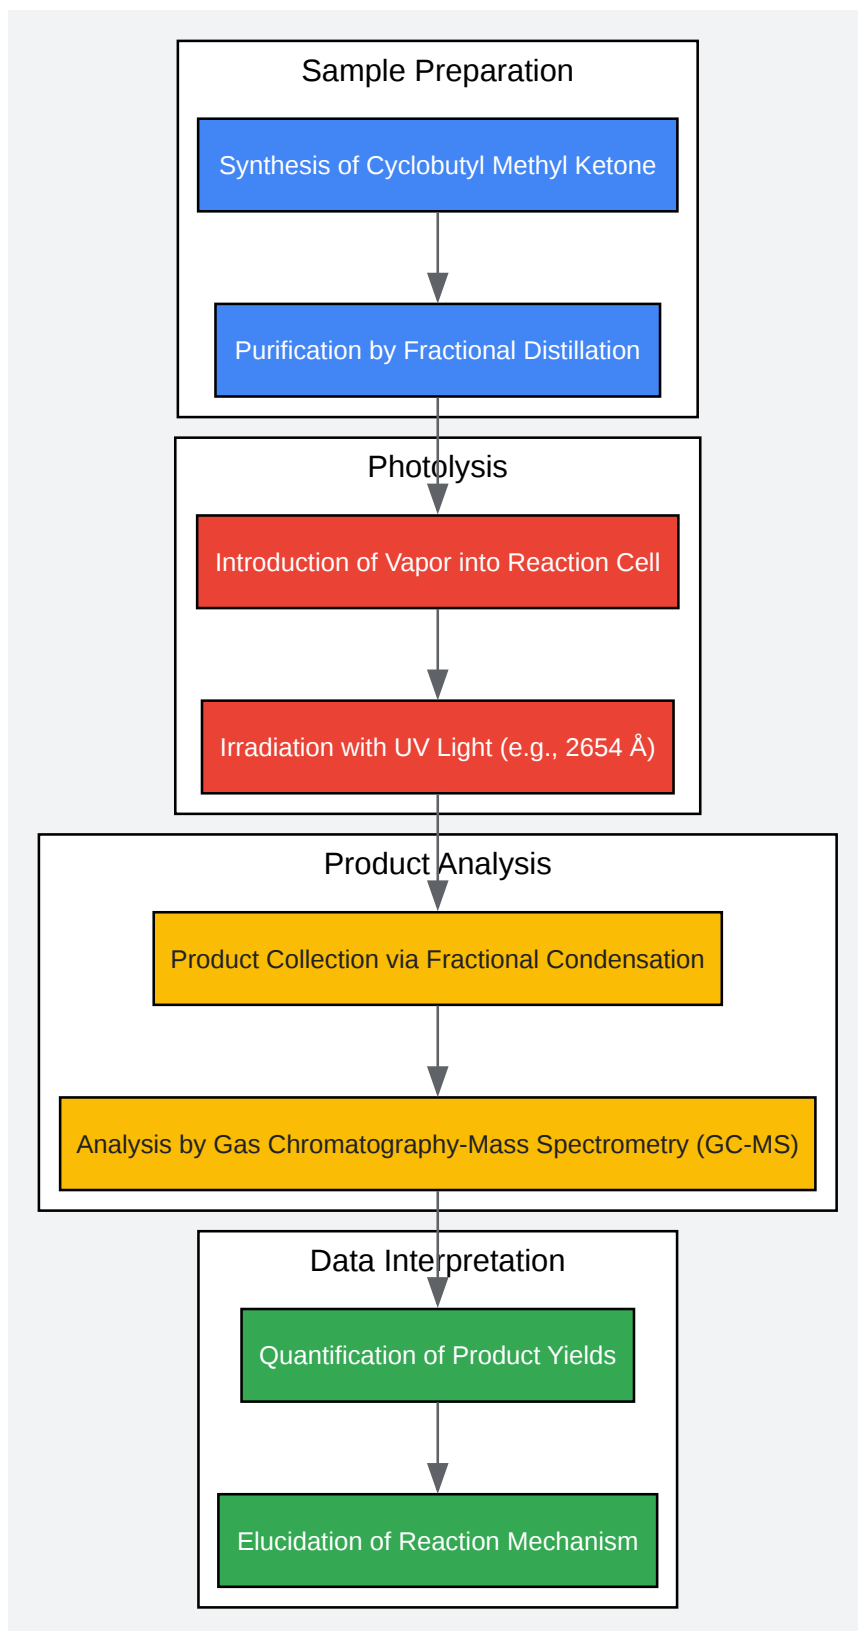 Sample Preparation
Synthesis of Cyclobutyl Methyl Ketone
Purification by Fractional Distillation
Photolysis
Introduction of Vapor into Reaction Cell
Irradiation with UV Light (e.g., 2654 Å)
Product Analysis
Product Collection via Fractional Condensation
Analysis by Gas Chromatography-Mass Spectrometry (GC-MS)
Data Interpretation
Quantification of Product Yields
Elucidation of Reaction Mechanism